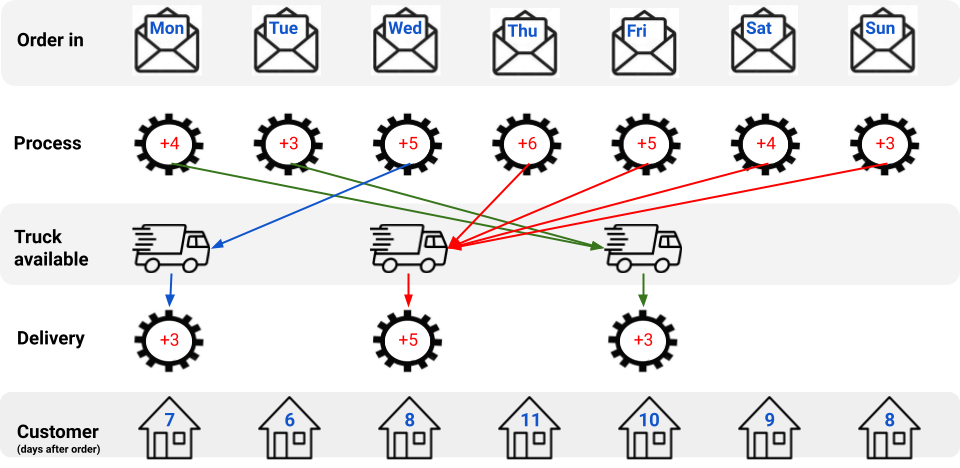 Order in
Mon
Tue
Wed
Thu
Fri
Sat
Sun
Process
+4
+3
+5
+6
+5
+4
+3
Truck
available
Delivery
+3
+5
+3
Customer
(days after order)
7
6
8
11
10
9
8